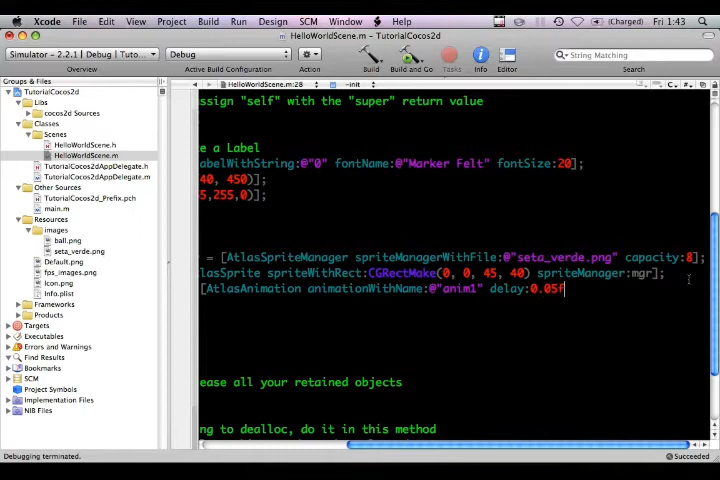 Xcode File Edit View Project Build Run Design SCM Window Help (Charged) Fri 1:43
HelloWorldScene.m - TutorialCocos2d
Simulator - 2.2.1 | Debug | Tuto... Debug String Matching
Overview Active Build Configuration Action Build Build and Go Tasks Info Editor Search
Groups & Files
HelloWorldScene.m:28 -init
TutorialCocos2d
Libs
cocos2d Sources
Classes
Scenes
HelloWorldScene.h
HelloWorldScene.m
TutorialCocos2dAppDelegate.h
TutorialCocos2dAppDelegate.m
Other Sources
TutorialCocos2d_Prefix.pch
main.m
Resources
images
ball.png
seta_verde.png
Default.png
fps_images.png
Icon.png
Info.plist
Frameworks
Products
Targets
Executables
Errors and Warnings
Find Results
Bookmarks
SCM
Project Symbols
Implementation Files
NIB Files
ssign "self" with the "super" return value
e a Label
abelWithString:@"0" fontName:@"Marker Felt" fontSize:20];
40, 450)];
5,255,0)];
= [AtlasSpriteManager spriteManagerWithFile:@"seta_verde.png" capacity:8];
lasSprite spriteWithRect:CGRectMake(0, 0, 45, 40) spriteManager:mgr];
[AtlasAnimation animationWithName:@"anim1" delay:0.05f
ease all your retained objects
ng to dealloc, do it in this method
Debugging terminated. Succeeded